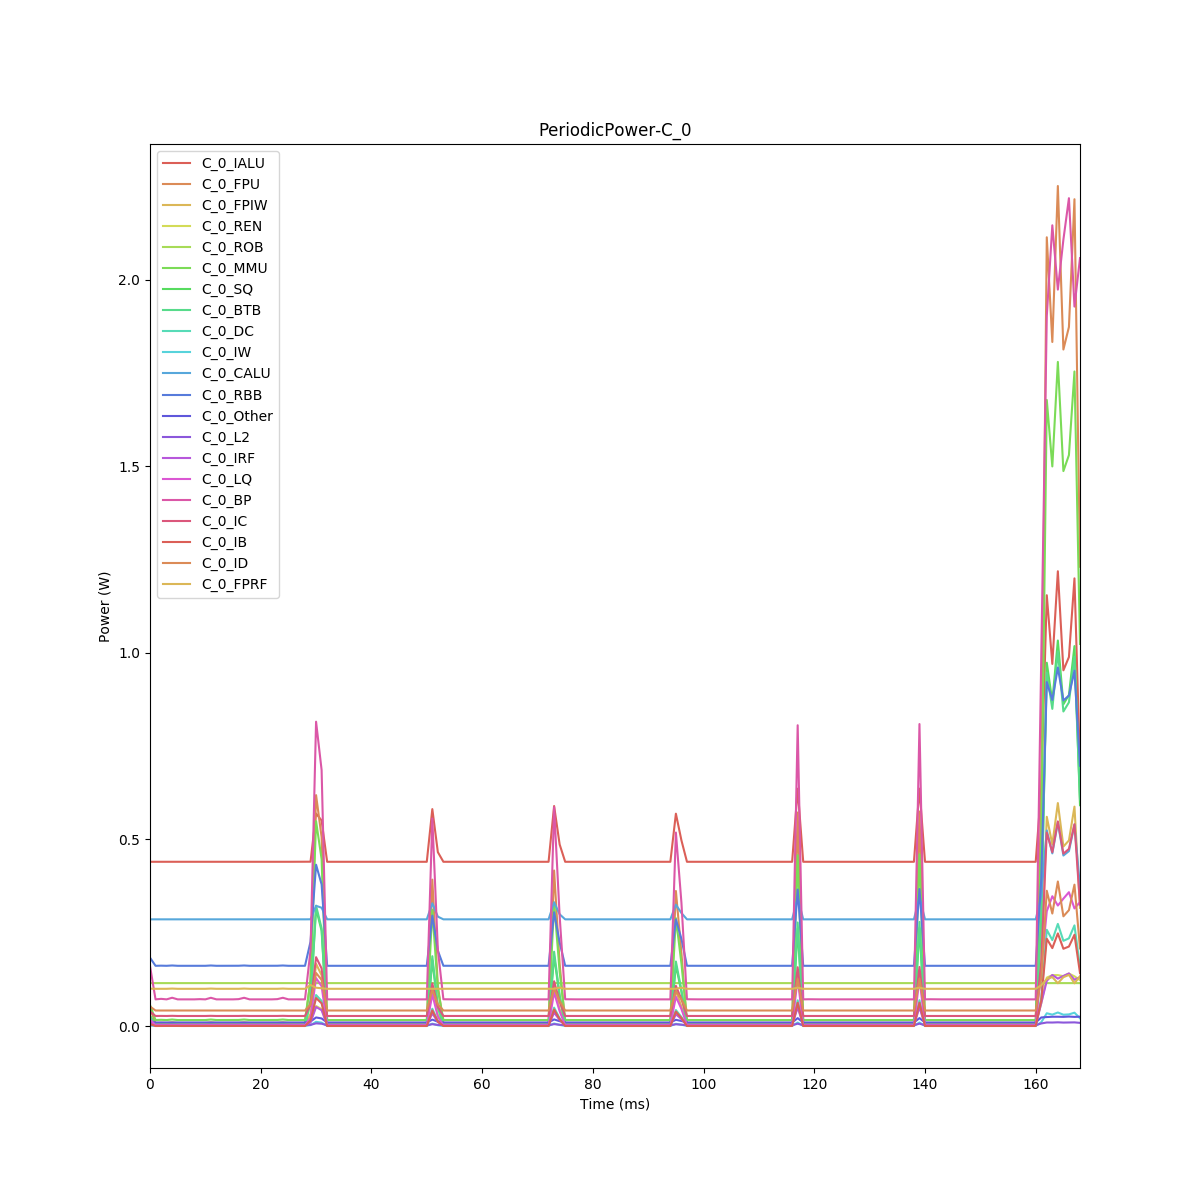 PeriodicPower-C_0
C_0_IALU
C_0_FPU
C_0_FPIW
C_0_REN
C_0_ROB
C_0_MMU
C_0_SQ
C_0_BTB
C_0_DC
C_0_IW
C_0_CALU
C_0_RBB
C_0_Other
C_0_L2
C_0_IRF
C_0_LQ
C_0_BP
C_0_IC
C_0_IB
C_0_ID
C_0_FPRF
2.0
1.5
1.0
0.5
0.0
Power (W)
0 20 40 60 80 100 120 140 160
Time (ms)